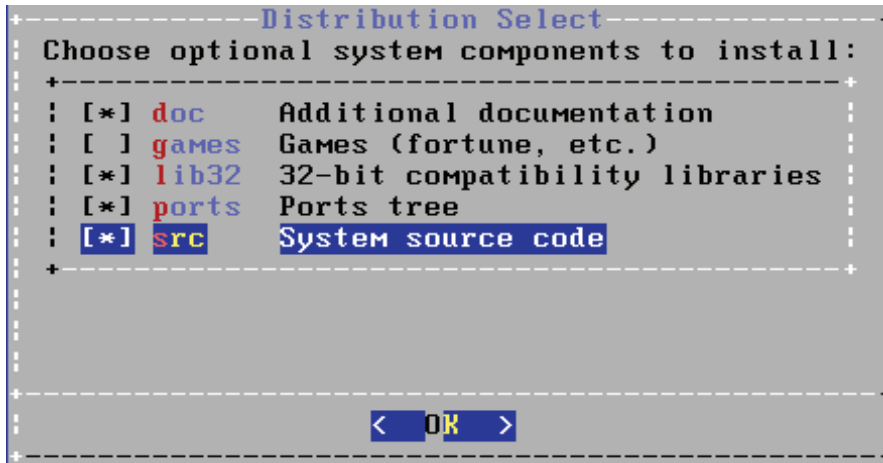 Distribution Select
Choose optional system components to install:
[*] doc Additional documentation
[ ] games Games (fortune, etc.)
[*] lib32 32-bit compatibility libraries
[*] ports Ports tree
[*] src System source code
< OK >